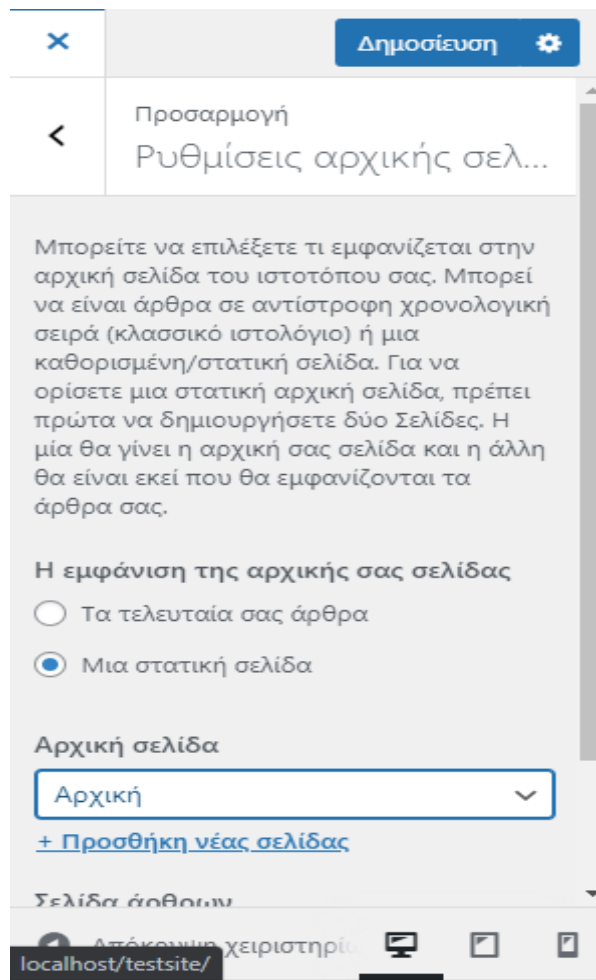 Δημοσίευση
Προσαρμογή
Ρυθμίσεις αρχικής σελ...
Μπορείτε να επιλέξετε τι εμφανίζεται στην
αρχική σελίδα του ιστοτόπου σας. Μπορεί
να είναι άρθρα σε αντίστροφη χρονολογική
σειρά (κλασσικό ιστολόγιο) ή μια
καθορισμένη/στατική σελίδα. Για να
ορίσετε μια στατική αρχική σελίδα, πρέπει
πρώτα να δημιουργήσετε δύο Σελίδες. Η
μία θα γίνει η αρχική σας σελίδα και η άλλη
θα είναι εκεί που θα εμφανίζονται τα
άρθρα σας.
Η εμφάνιση της αρχικής σας σελίδας
Τα τελευταία σας άρθρα
Μια στατική σελίδα
Αρχική σελίδα
Αρχική
+ Προσθήκη νέας σελίδας
Σελίδα άρθρων
Απόκρυψη χειριστηρί
localhost/testsite/